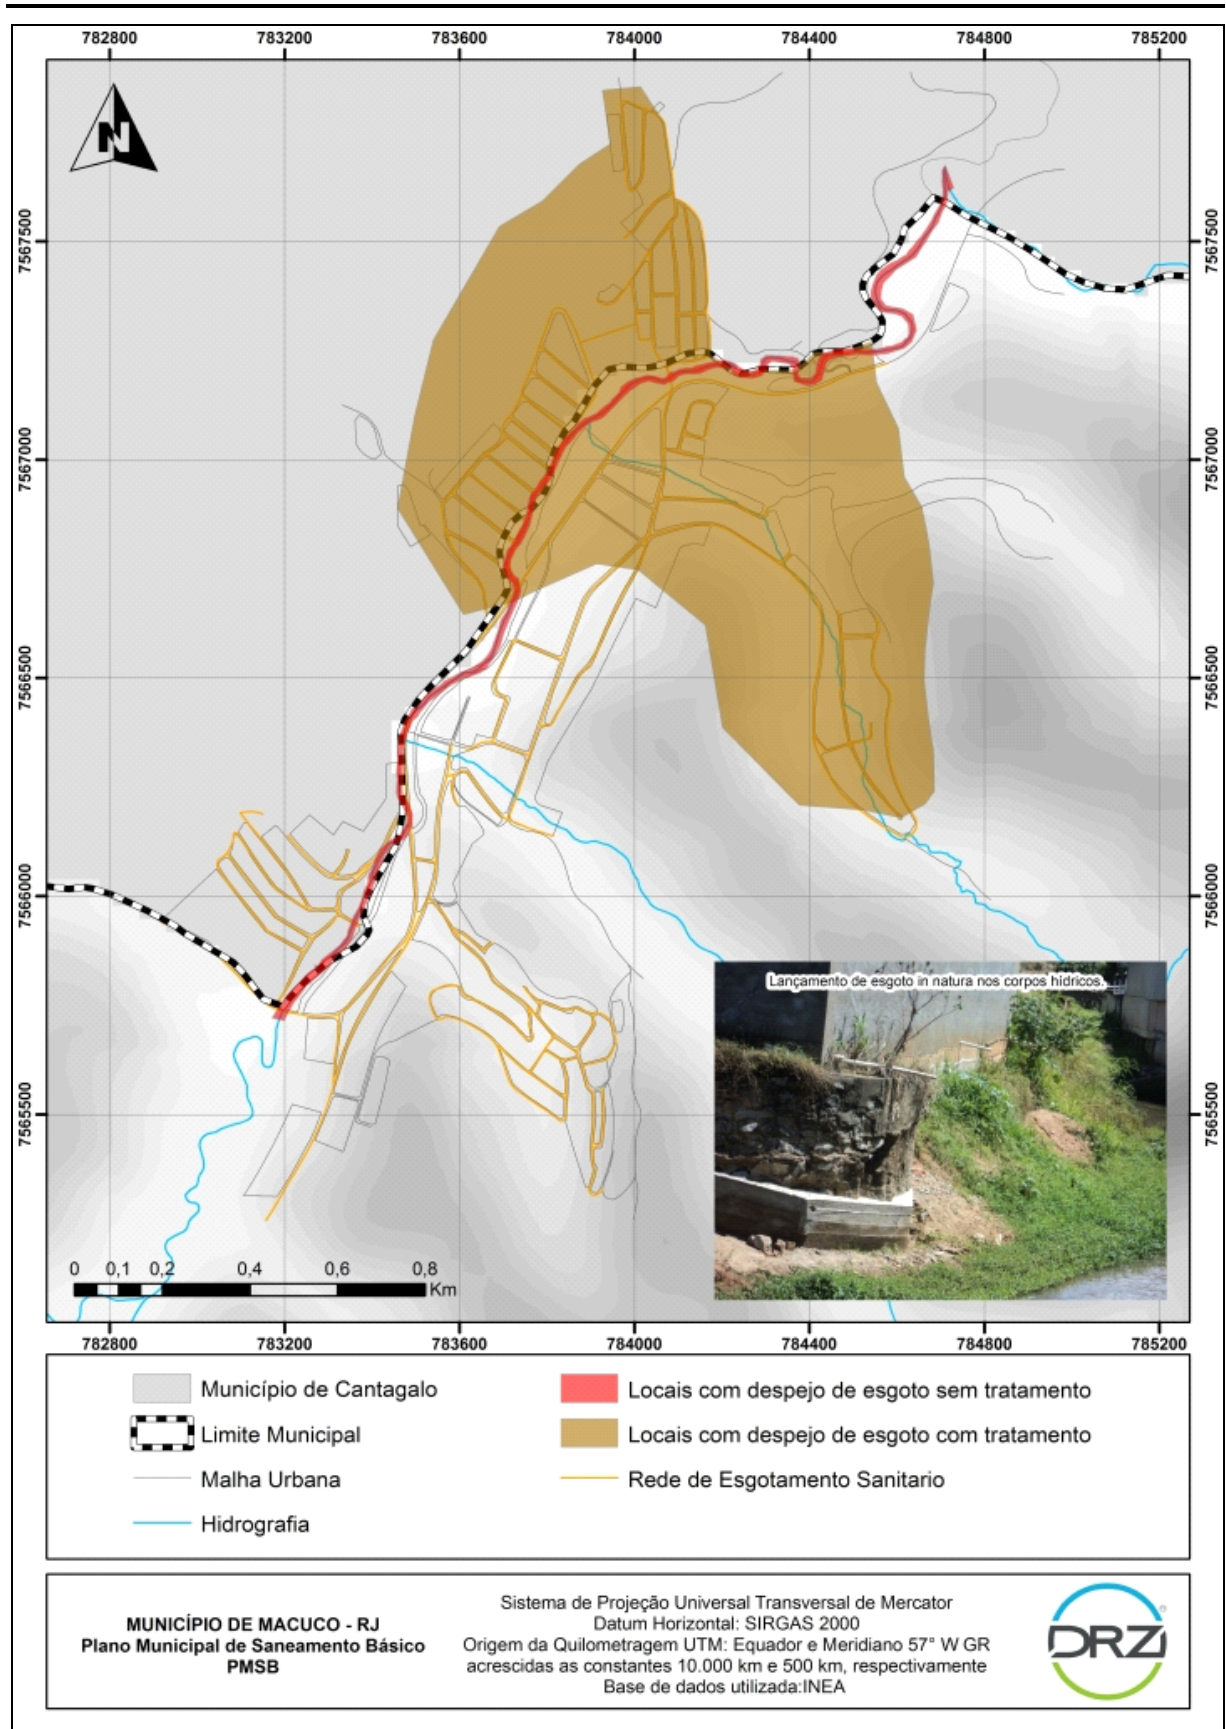 782800 783200 783600 784000 784400 784800 785200
N
7567500 7567500
7567000 7567000
7566500 7566500
7566000 7566000
7565500 7565500
Lançamento de esgoto in natura nos corpos hídricos.
0 0,1 0,2 0,4 0,6 0,8
Km
782800 783200 783600 784000 784400 784800 785200
Município de Cantagalo
Limite Municipal
Malha Urbana
Hidrografia
Locais com despejo de esgoto sem tratamento
Locais com despejo de esgoto com tratamento
Rede de Esgotamento Sanitario
MUNICÍPIO DE MACUCO - RJ
Plano Municipal de Saneamento Básico
PMSB
Sistema de Projeção Universal Transversal de Mercator
Datum Horizontal: SIRGAS 2000
Origem da Quilometragem UTM: Equador e Meridiano 57° W GR
acrescidas as constantes 10.000 km e 500 km, respectivamente
Base de dados utilizada:INEA
DRZ